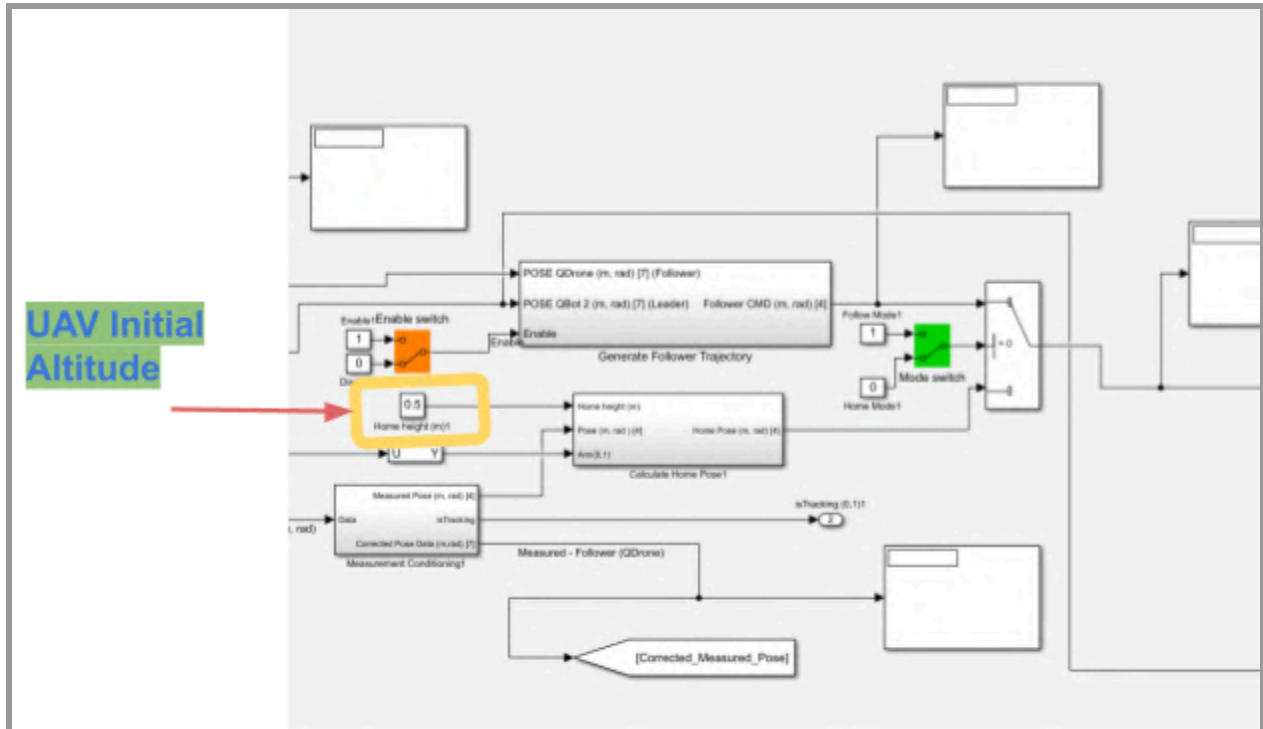 UAV Initial
Altitude
POSE QDrone (m, rad) [7] (Follower)
POSE QBot 2 (m, rad) [7] (Leader)
Follower CMD (m, rad) [4]
Enable
Generate Follower Trajectory
Enable1
Enable switch
1
0
Enable
Follow Mode1
1
0
Home Mode1
Mode switch
0.5
Home height (m)1
Home height (m)
Pose (m, rad ) [4]
Arm(0,1)
Home Pose (m, rad) [4]
Calculate Home Pose1
U Y
Measured Pose (m, rad) [4]
Data
isTracking
Corrected Pose Data (m,rad) [7]
Measurement Conditioning1
, rad)
isTracking (0,1)1
2
Measured - Follower (QDrone)
[Corrected_Measured_Pose]